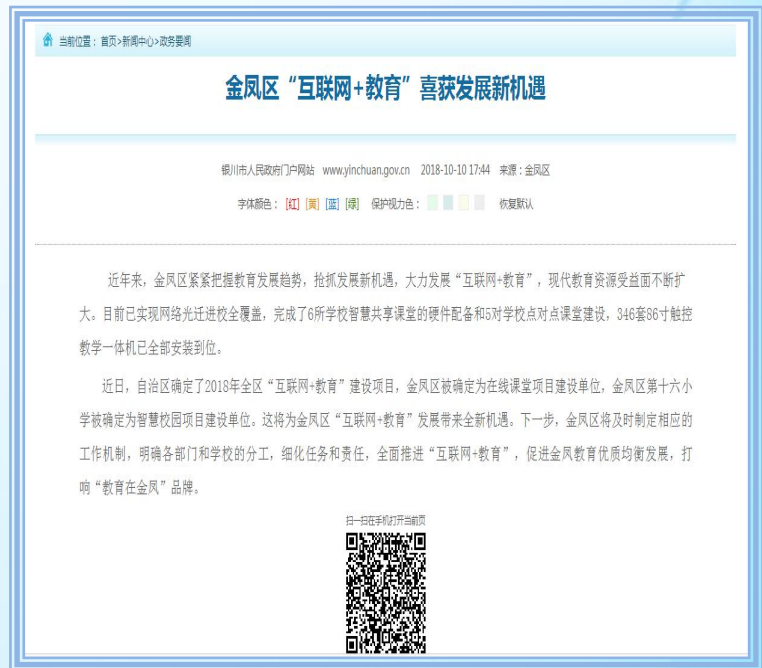 当前位置：首页>新闻中心>政务要闻
金凤区“互联网+教育”喜获发展新机遇
银川市人民政府门户网站 www.yinchuan.gov.cn 2018-10-10 17:44 来源：金凤区
字体颜色：[红] [黄] [蓝] [绿] 保护视力色： 恢复默认
近年来，金凤区紧紧把握教育发展趋势，抢抓发展新机遇，大力发展“互联网+教育”，现代教育资源受益面不断扩
大。目前已实现网络光迁进校全覆盖，完成了6所学校智慧共享课堂的硬件配备和5对学校点对点课堂建设，346套86寸触控
教学一体机已全部安装到位。
近日，自治区确定了2018年全区“互联网+教育”建设项目，金凤区被确定为在线课堂项目建设单位，金凤区第十六小
学被确定为智慧校园项目建设单位。这将为金凤区“互联网+教育”发展带来全新机遇。下一步，金凤区将及时制定相应的
工作机制，明确各部门和学校的分工，细化任务和责任，全面推进“互联网+教育”，促进金凤教育优质均衡发展，打
响“教育在金凤”品牌。
扫一扫在手机打开当前页